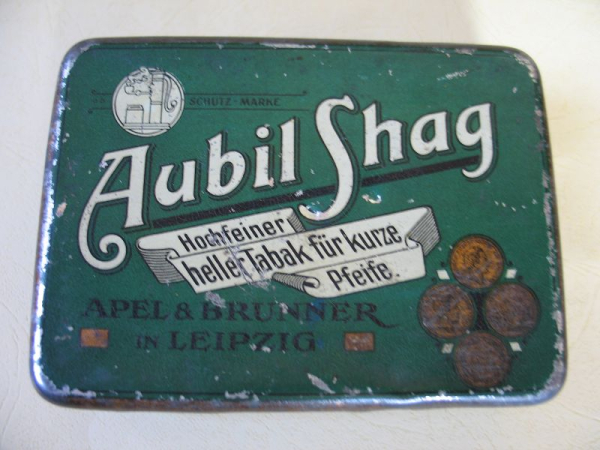 SCHUTZ-MARKE
Aubil Shag
Hochfeiner
heller Tabak für kurze
Pfeife.
APEL & BRUNNER
IN LEIPZIG